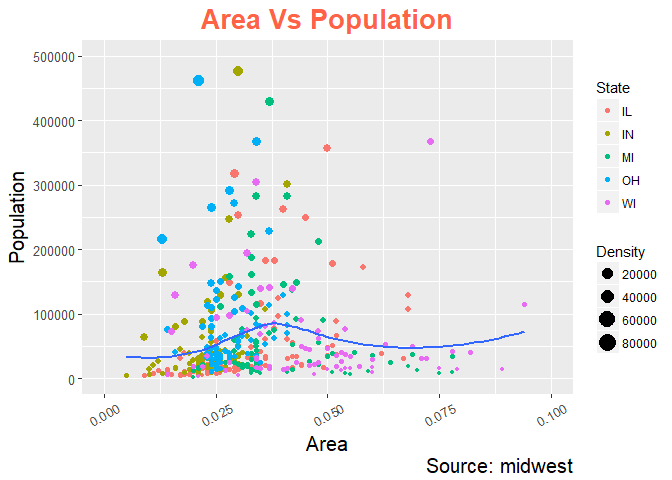 Area Vs Population
Population
500000
400000
300000
200000
100000
0
0.000
0.025
0.050
0.075
0.100
Area
Source: midwest
State
IL
IN
MI
OH
WI
Density
20000
40000
60000
80000